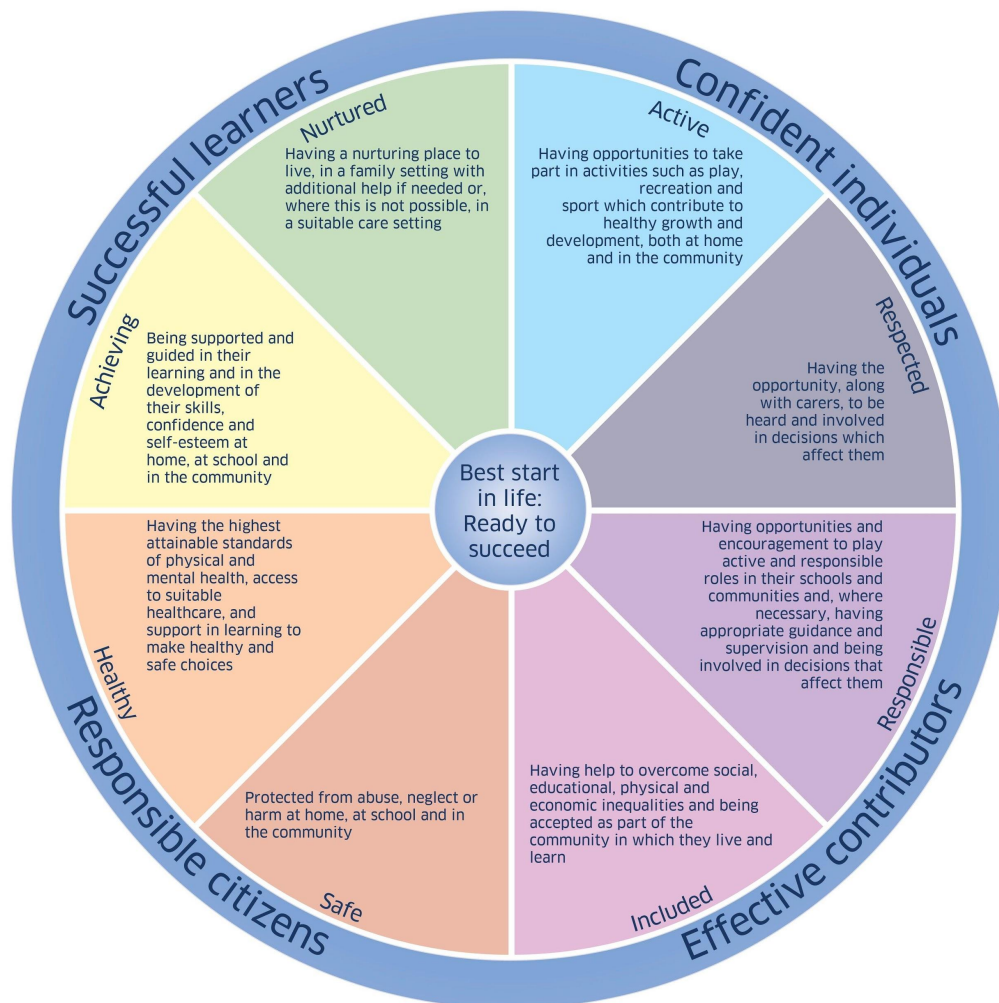 Successful learners
Confident individuals
Nurtured
Having a nurturing place to
live, in a family setting with
additional help if needed or,
where this is not possible, in
a suitable care setting
Active
Having opportunities to take
part in activities such as play,
recreation and
sport which contribute to
healthy growth and
development, both at home
and in the community
Achieving
Being supported and
guided in their
learning and in the
development of
their skills,
confidence and
self-esteem at
home, at school and
in the community
Respected
Having the
opportunity, along
with carers, to be
heard and involved
in decisions which
affect them
Best start
in life:
Ready to
succeed
Healthy
Having the highest
attainable standards
of physical and
mental health, access
to suitable
healthcare, and
support in learning to
make healthy and
safe choices
Responsible
Having opportunities and
encouragement to play
active and responsible
roles in their schools and
communities and, where
necessary, having
appropriate guidance and
supervision and being
involved in decisions that
affect them
Safe
Protected from abuse, neglect or
harm at home, at school and in
the community
Included
Having help to overcome social,
educational, physical and
economic inequalities and being
accepted as part of the
community in which they live and
learn
Responsible citizens
Effective contributors